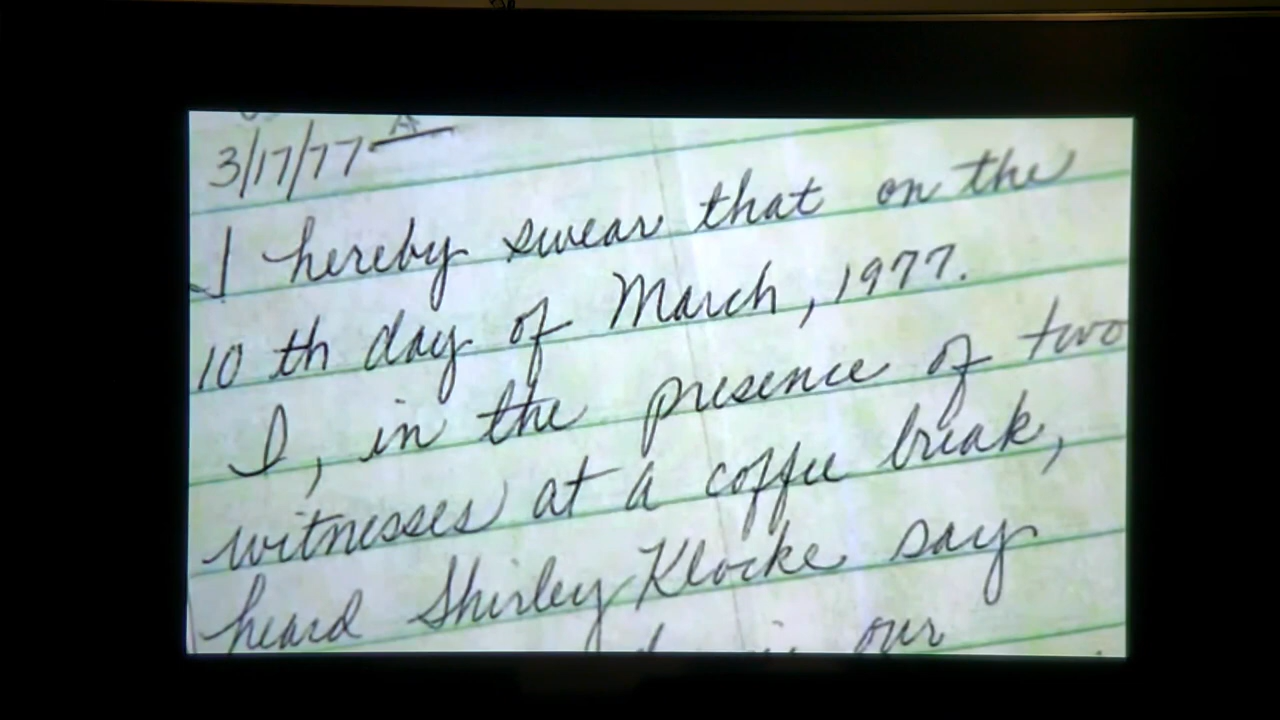 3/17/77
I hereby swear that on the
10 th day of March, 1977.
I, in the presence of two
witnesses at a coffee break,
heard Shirley Klocke say
our